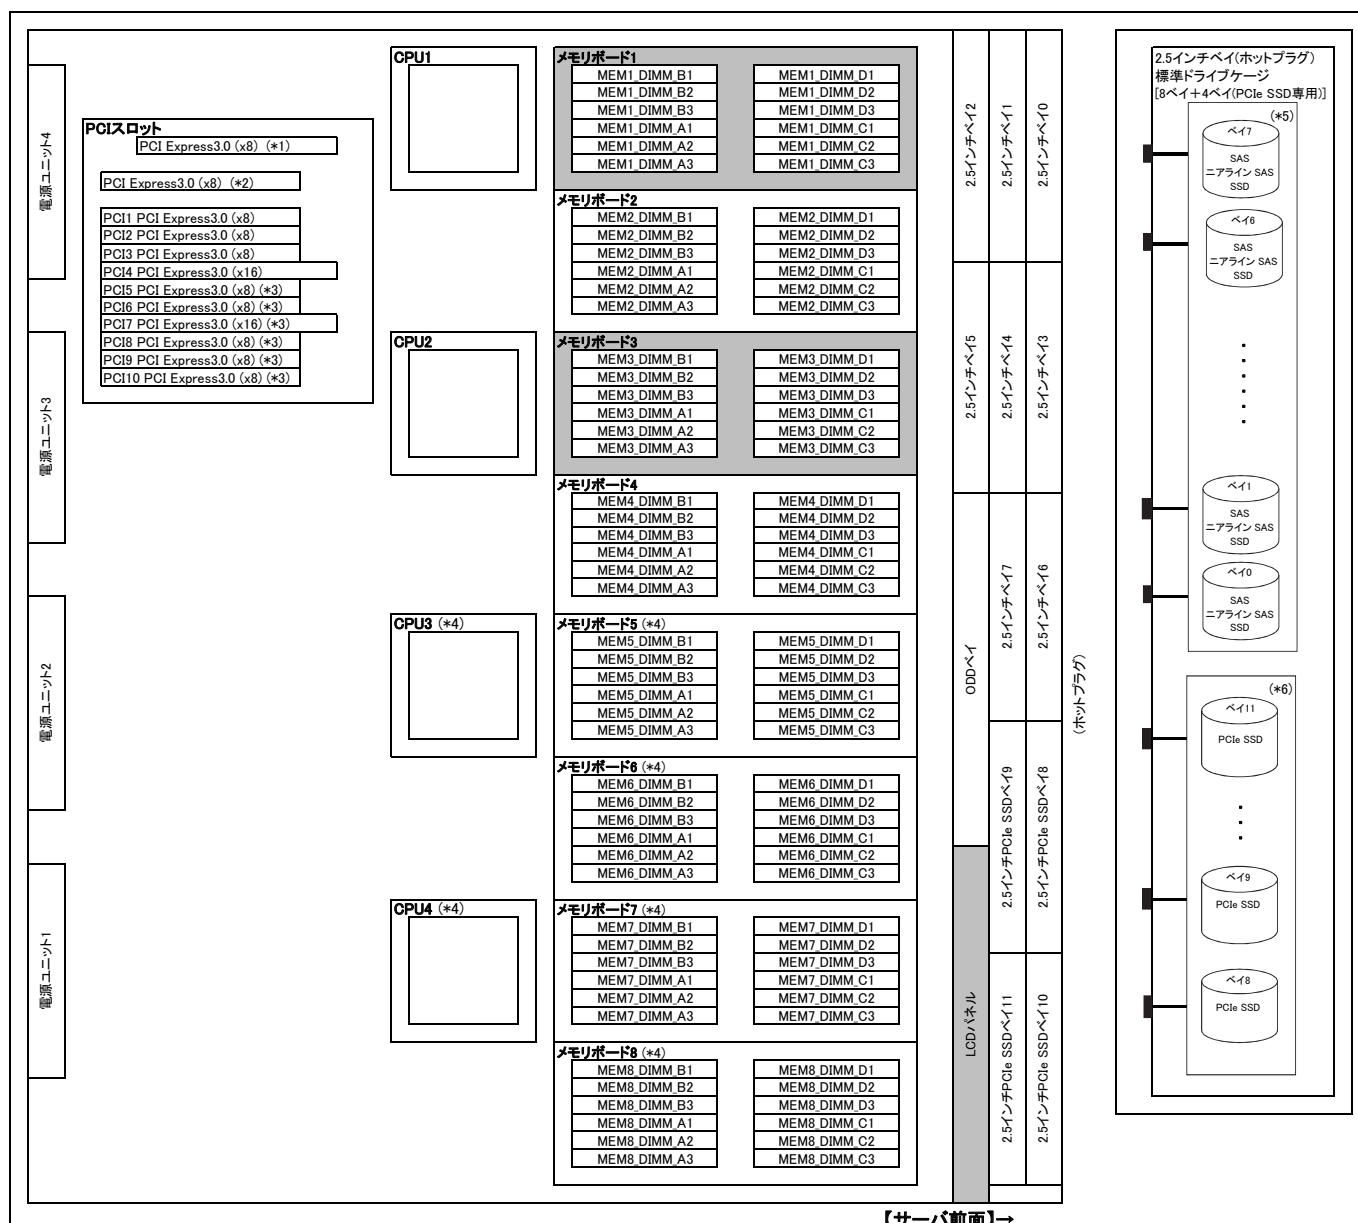 電源ユニット4
電源ユニット3
電源ユニット2
電源ユニット1
PCIスロット
PCI Express3.0 (x8) (*1)
PCI Express3.0 (x8) (*2)
PCI1 PCI Express3.0 (x8)
PCI2 PCI Express3.0 (x8)
PCI3 PCI Express3.0 (x8)
PCI4 PCI Express3.0 (x16)
PCI5 PCI Express3.0 (x8) (*3)
PCI6 PCI Express3.0 (x8) (*3)
PCI7 PCI Express3.0 (x16) (*3)
PCI8 PCI Express3.0 (x8) (*3)
PCI9 PCI Express3.0 (x8) (*3)
PCI10 PCI Express3.0 (x8) (*3)
CPU1
CPU2
CPU3 (*4)
CPU4 (*4)
メモリボード1
MEM1_DIMM_B1 MEM1_DIMM_D1
MEM1_DIMM_B2 MEM1_DIMM_D2
MEM1_DIMM_B3 MEM1_DIMM_D3
MEM1_DIMM_A1 MEM1_DIMM_C1
MEM1_DIMM_A2 MEM1_DIMM_C2
MEM1_DIMM_A3 MEM1_DIMM_C3
メモリボード2
MEM2_DIMM_B1 MEM2_DIMM_D1
MEM2_DIMM_B2 MEM2_DIMM_D2
MEM2_DIMM_B3 MEM2_DIMM_D3
MEM2_DIMM_A1 MEM2_DIMM_C1
MEM2_DIMM_A2 MEM2_DIMM_C2
MEM2_DIMM_A3 MEM2_DIMM_C3
メモリボード3
MEM3_DIMM_B1 MEM3_DIMM_D1
MEM3_DIMM_B2 MEM3_DIMM_D2
MEM3_DIMM_B3 MEM3_DIMM_D3
MEM3_DIMM_A1 MEM3_DIMM_C1
MEM3_DIMM_A2 MEM3_DIMM_C2
MEM3_DIMM_A3 MEM3_DIMM_C3
メモリボード4
MEM4_DIMM_B1 MEM4_DIMM_D1
MEM4_DIMM_B2 MEM4_DIMM_D2
MEM4_DIMM_B3 MEM4_DIMM_D3
MEM4_DIMM_A1 MEM4_DIMM_C1
MEM4_DIMM_A2 MEM4_DIMM_C2
MEM4_DIMM_A3 MEM4_DIMM_C3
メモリボード5 (*4)
MEM5_DIMM_B1 MEM5_DIMM_D1
MEM5_DIMM_B2 MEM5_DIMM_D2
MEM5_DIMM_B3 MEM5_DIMM_D3
MEM5_DIMM_A1 MEM5_DIMM_C1
MEM5_DIMM_A2 MEM5_DIMM_C2
MEM5_DIMM_A3 MEM5_DIMM_C3
メモリボード6 (*4)
MEM6_DIMM_B1 MEM6_DIMM_D1
MEM6_DIMM_B2 MEM6_DIMM_D2
MEM6_DIMM_B3 MEM6_DIMM_D3
MEM6_DIMM_A1 MEM6_DIMM_C1
MEM6_DIMM_A2 MEM6_DIMM_C2
MEM6_DIMM_A3 MEM6_DIMM_C3
メモリボード7 (*4)
MEM7_DIMM_B1 MEM7_DIMM_D1
MEM7_DIMM_B2 MEM7_DIMM_D2
MEM7_DIMM_B3 MEM7_DIMM_D3
MEM7_DIMM_A1 MEM7_DIMM_C1
MEM7_DIMM_A2 MEM7_DIMM_C2
MEM7_DIMM_A3 MEM7_DIMM_C3
メモリボード8 (*4)
MEM8_DIMM_B1 MEM8_DIMM_D1
MEM8_DIMM_B2 MEM8_DIMM_D2
MEM8_DIMM_B3 MEM8_DIMM_D3
MEM8_DIMM_A1 MEM8_DIMM_C1
MEM8_DIMM_A2 MEM8_DIMM_C2
MEM8_DIMM_A3 MEM8_DIMM_C3
2.5インチベイ2
2.5インチベイ1
2.5インチベイ0
2.5インチベイ5
2.5インチベイ4
2.5インチベイ3
ODDベイ
2.5インチベイ7
2.5インチベイ6
2.5インチPCIe SSDベイ9
2.5インチPCIe SSDベイ8
LCDパネル
2.5インチPCIe SSDベイ11
2.5インチPCIe SSDベイ10
(ホットプラグ)
【サーバ前面】→
2.5インチベイ(ホットプラグ)
標準ドライブケージ
[8ベイ+4ベイ(PCIe SSD専用)]
(*5)
ベイ7
SAS
ニアライン SAS
SSD
ベイ6
SAS
ニアライン SAS
SSD
ベイ1
SAS
ニアライン SAS
SSD
ベイ0
SAS
ニアライン SAS
SSD
(*6)
ベイ11
PCIe SSD
ベイ9
PCIe SSD
ベイ8
PCIe SSD